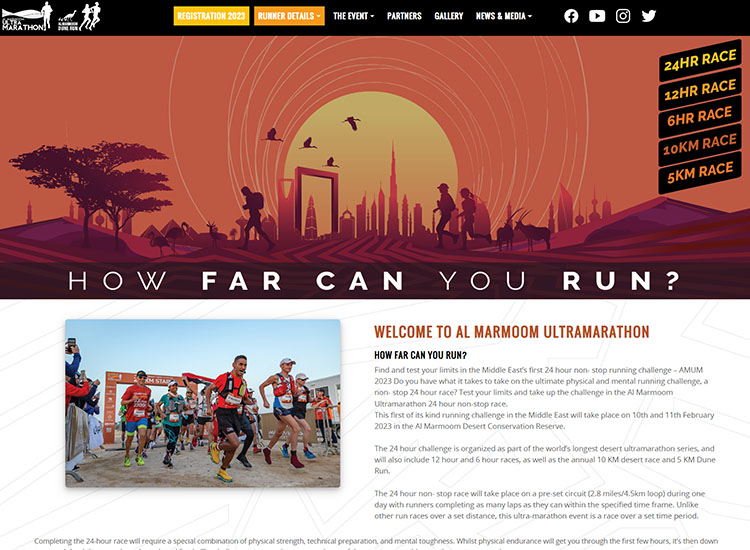 ULTRA
MARATHON
AL MARMOOM
DUNE RUN
REGISTRATION 2023
RUNNER DETAILS
THE EVENT
PARTNERS
GALLERY
NEWS & MEDIA
24HR RACE
12HR RACE
6HR RACE
10KM RACE
5KM RACE
HOW FAR CAN YOU RUN?
WELCOME TO AL MARMOOM ULTRAMARATHON
HOW FAR CAN YOU RUN?
Find and test your limits in the Middle East's first 24 hour non- stop running challenge – AMUM
2023 Do you have what it takes to take on the ultimate physical and mental running challenge, a
non- stop 24 hour race? Test your limits and take up the challenge in the Al Marmoom
Ultramarathon 24 hour non-stop race.
This first of its kind running challenge in the Middle East will take place on 10th and 11th February
2023 in the Al Marmoom Desert Conservation Reserve.
The 24 hour challenge is organized as part of the world's longest desert ultramarathon series, and
will also include 12 hour and 6 hour races, as well as the annual 10 KM desert race and 5 KM Dune
Run.
The 24 hour non- stop race will take place on a pre-set circuit (2.8 miles/4.5km loop) during one
day with runners completing as many laps as they can within the specified time frame. Unlike
other run races over a set distance, this ultra-marathon event is a race over a set time period.
Completing the 24-hour race will require a special combination of physical strength, technical preparation, and mental toughness. Whilst physical endurance will get you through the first few hours, it's then down